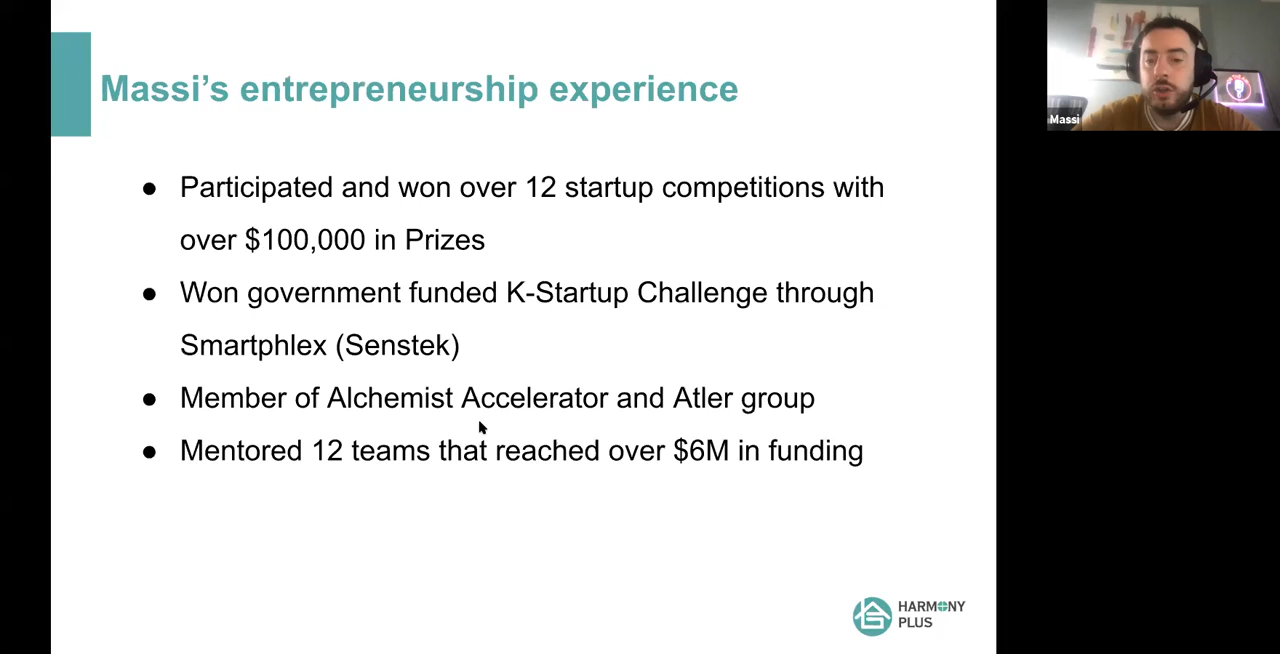 Massi’s entrepreneurship experience
● Participated and won over 12 startup competitions with
over $100,000 in Prizes
● Won government funded K-Startup Challenge through
Smartphlex (Senstek)
● Member of Alchemist Accelerator and Atler group
● Mentored 12 teams that reached over $6M in funding
HARMONY
PLUS
Massi